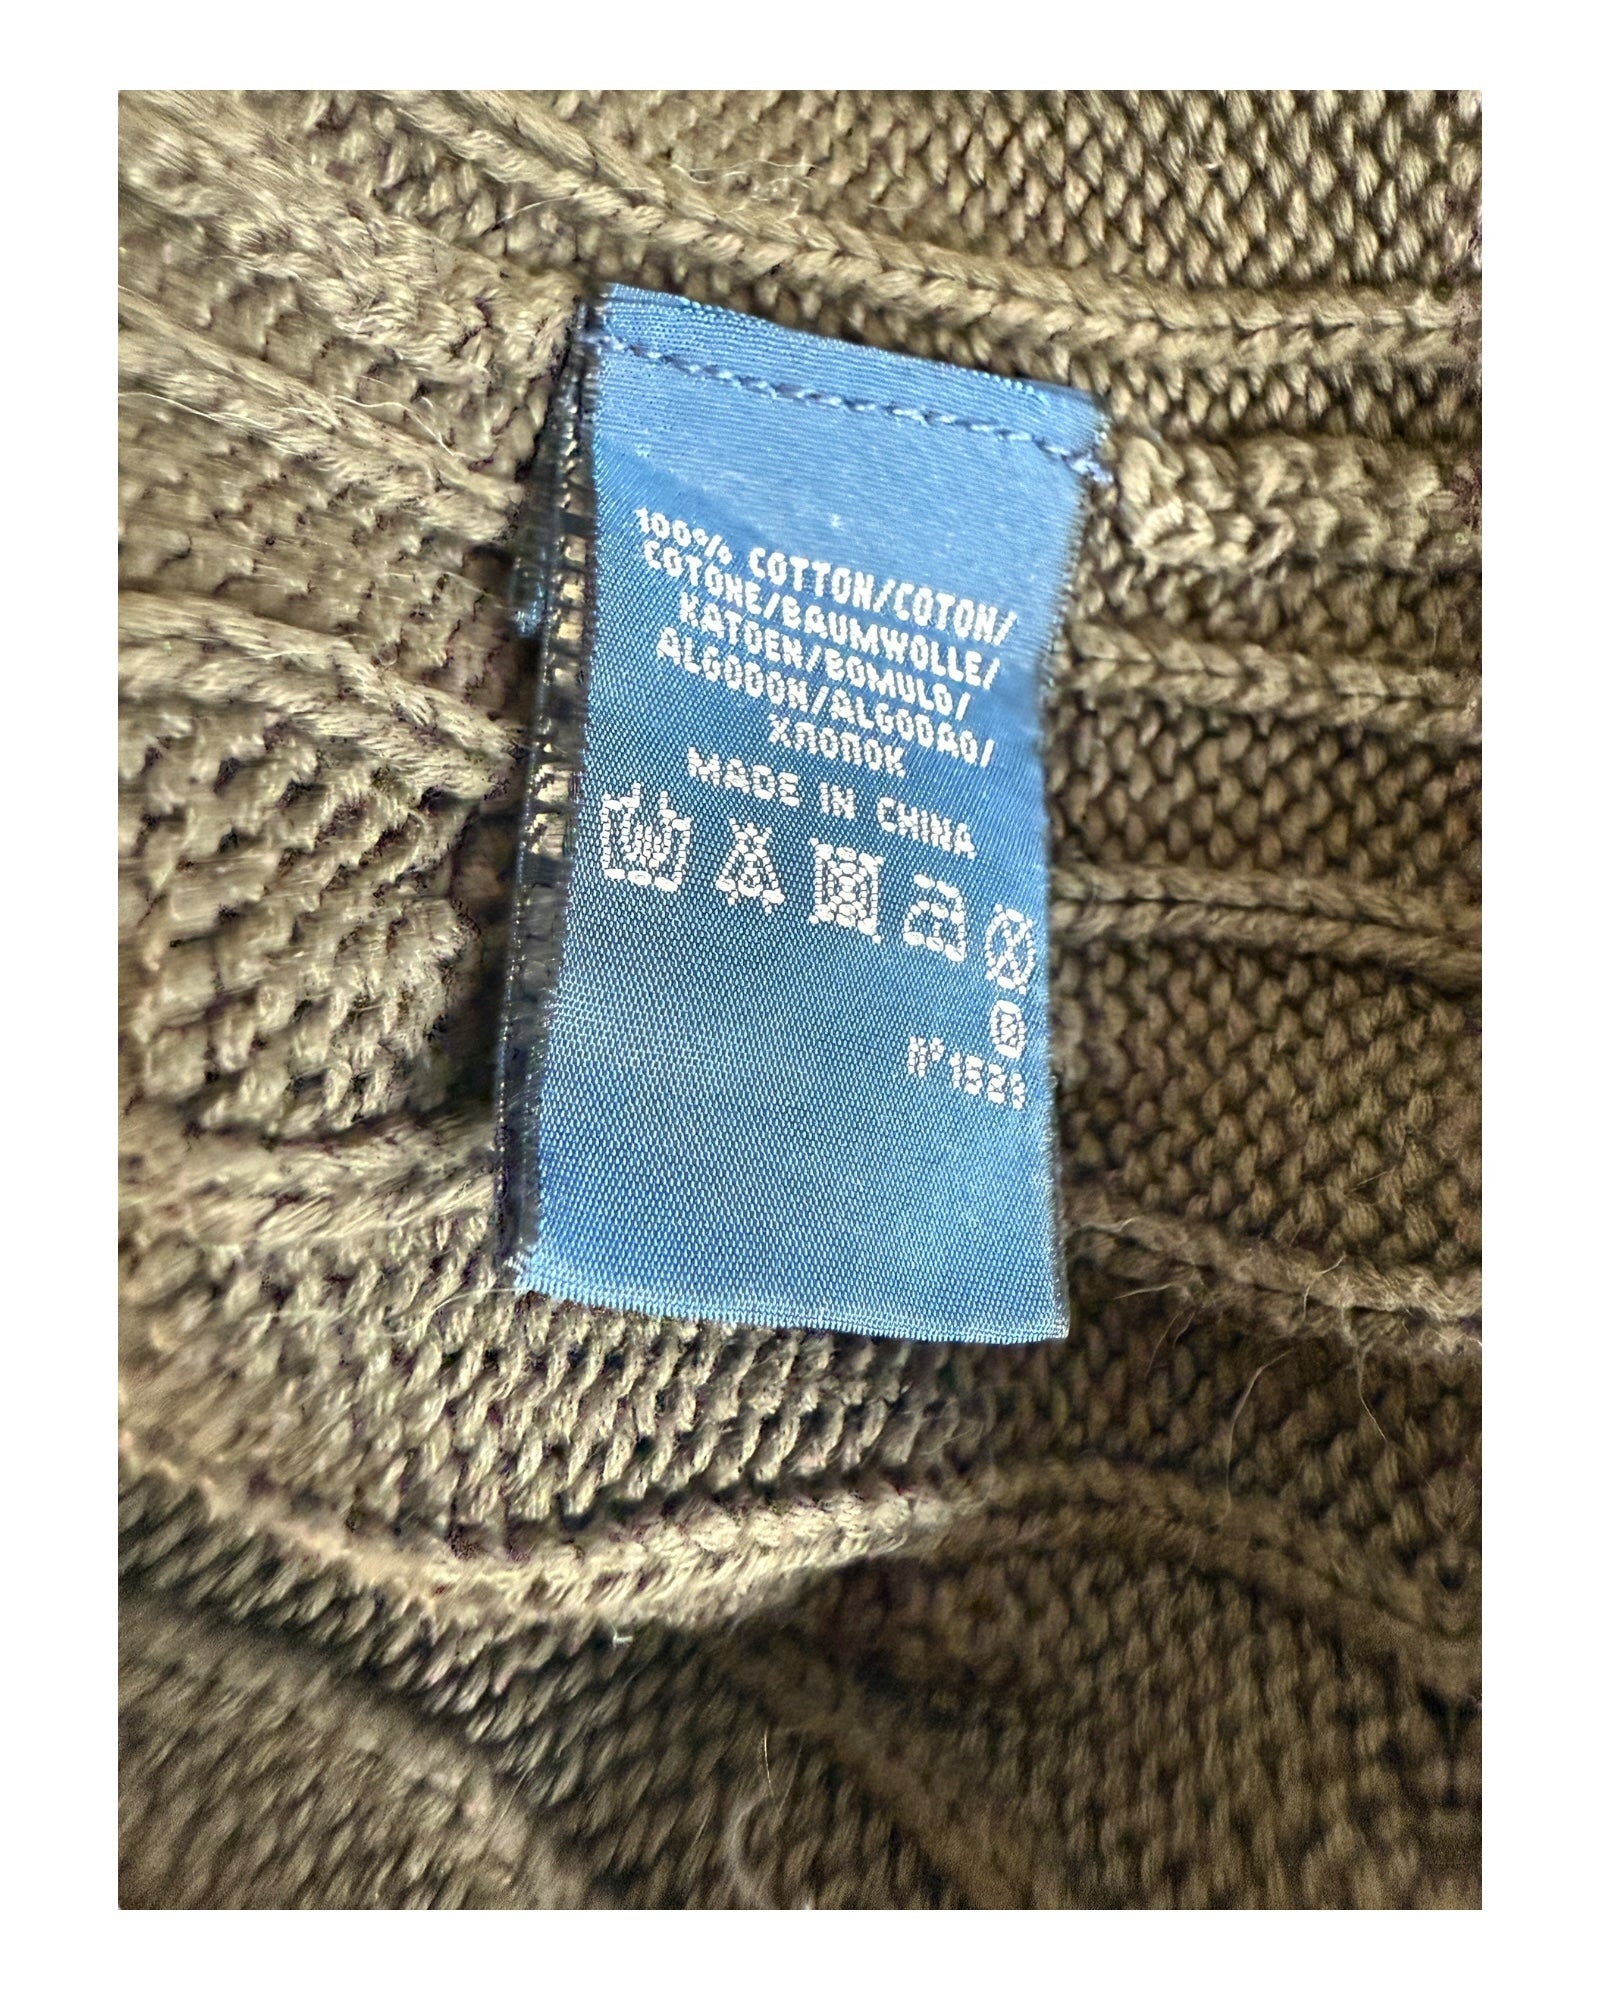 100% COTTON/COTON/
COTONE/BAUMWOLLE/
KATOEN/BOMULD/
ALGODON/ALGODAO/
ХЛОПОК
MADE IN CHINA